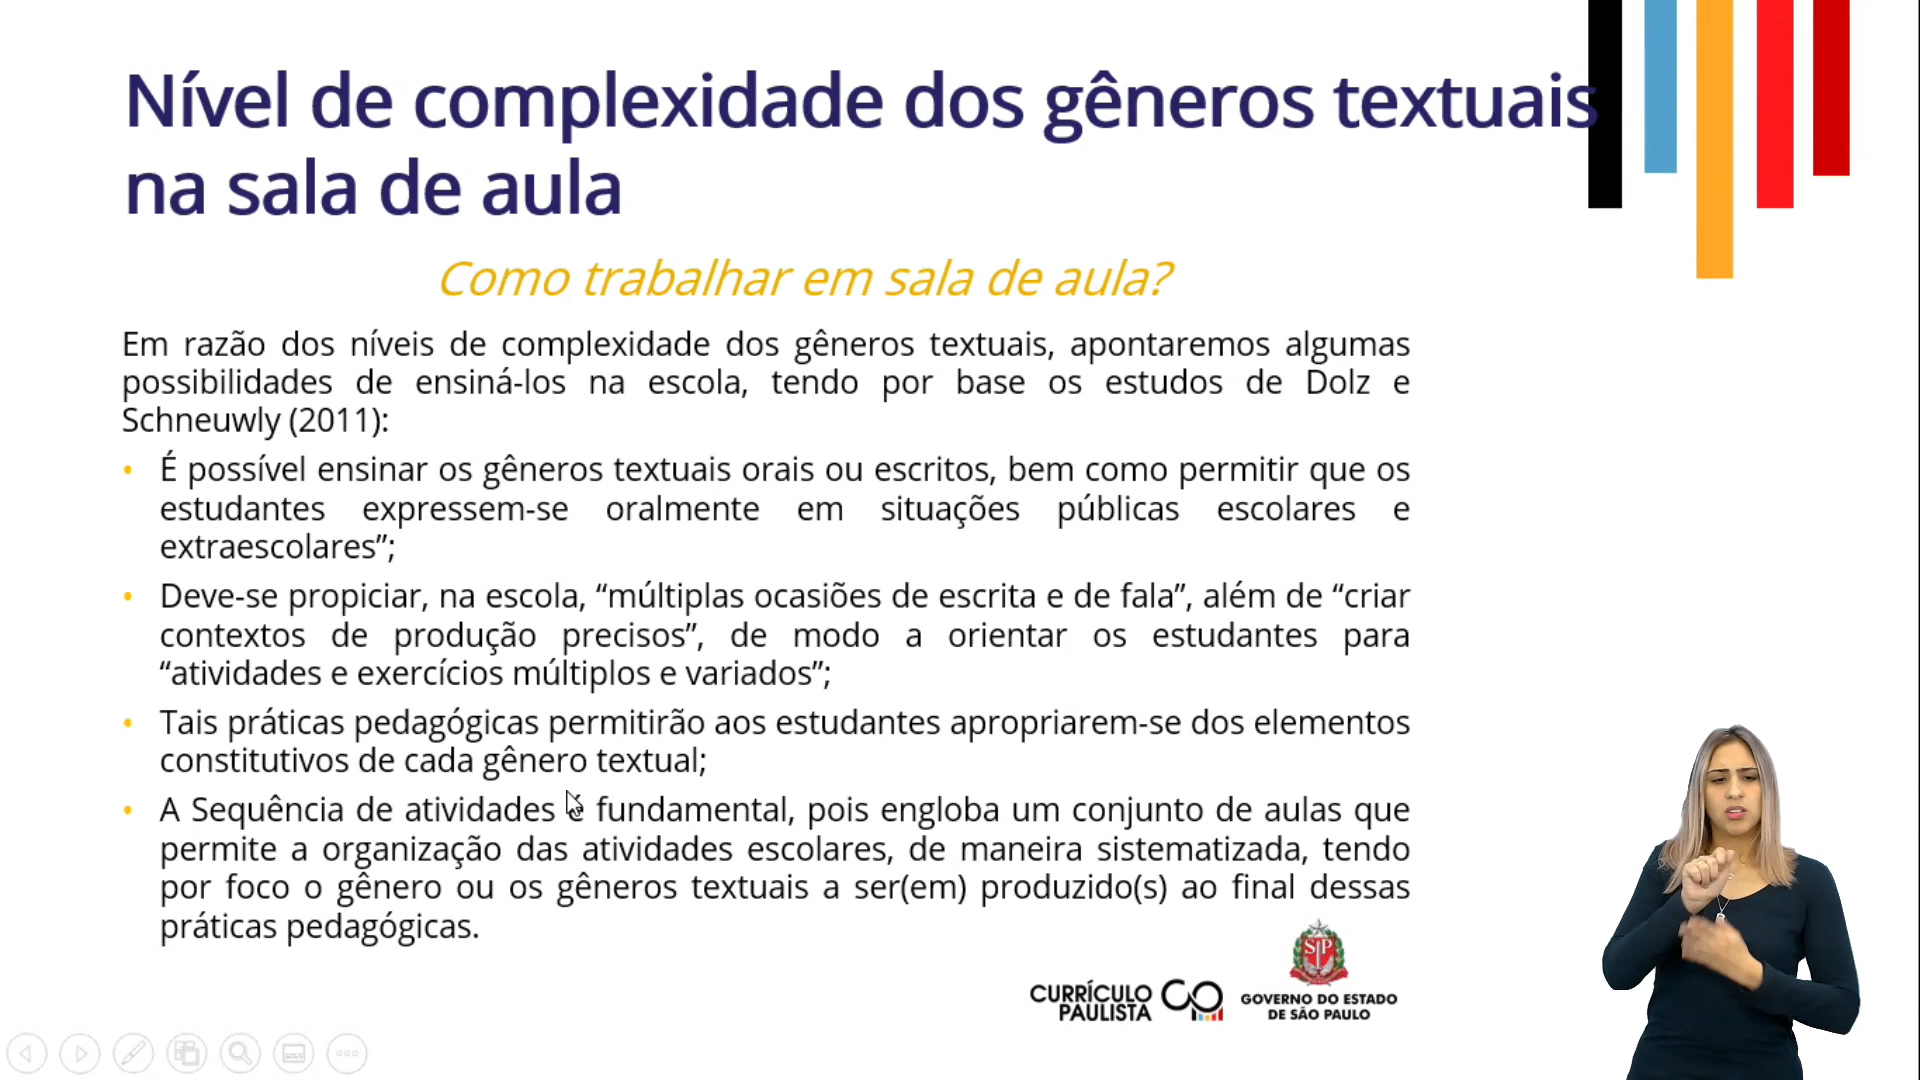 Nível de complexidade dos gêneros textuais
na sala de aula
Como trabalhar em sala de aula?
Em razão dos níveis de complexidade dos gêneros textuais, apontaremos algumas
possibilidades de ensiná-los na escola, tendo por base os estudos de Dolz e
Schneuwly (2011):
• É possível ensinar os gêneros textuais orais ou escritos, bem como permitir que os
estudantes expressem-se oralmente em situações públicas escolares e
extraescolares”;
• Deve-se propiciar, na escola, “múltiplas ocasiões de escrita e de fala”, além de “criar
contextos de produção precisos”, de modo a orientar os estudantes para
“atividades e exercícios múltiplos e variados”;
• Tais práticas pedagógicas permitirão aos estudantes apropriarem-se dos elementos
constitutivos de cada gênero textual;
• A Sequência de atividades é fundamental, pois engloba um conjunto de aulas que
permite a organização das atividades escolares, de maneira sistematizada, tendo
por foco o gênero ou os gêneros textuais a ser(em) produzido(s) ao final dessas
práticas pedagógicas.
CURRÍCULO
PAULISTA
SP
GOVERNO DO ESTADO
DE SÃO PAULO